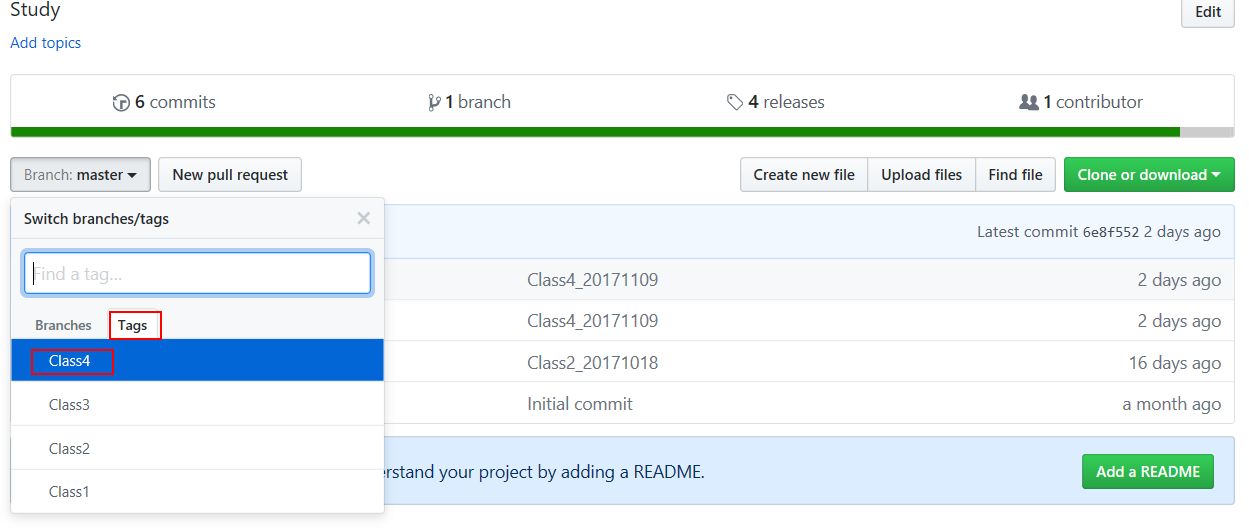 Study
Edit
Add topics
6 commits
1 branch
4 releases
1 contributor
Branch: master
New pull request
Create new file
Upload files
Find file
Clone or download
Switch branches/tags
Latest commit 6e8f552 2 days ago
Find a tag...
Class4_20171109 2 days ago
Branches
Tags
Class4_20171109 2 days ago
Class4
Class2_20171018 16 days ago
Class3
Initial commit a month ago
Class2
erstand your project by adding a README.
Add a README
Class1